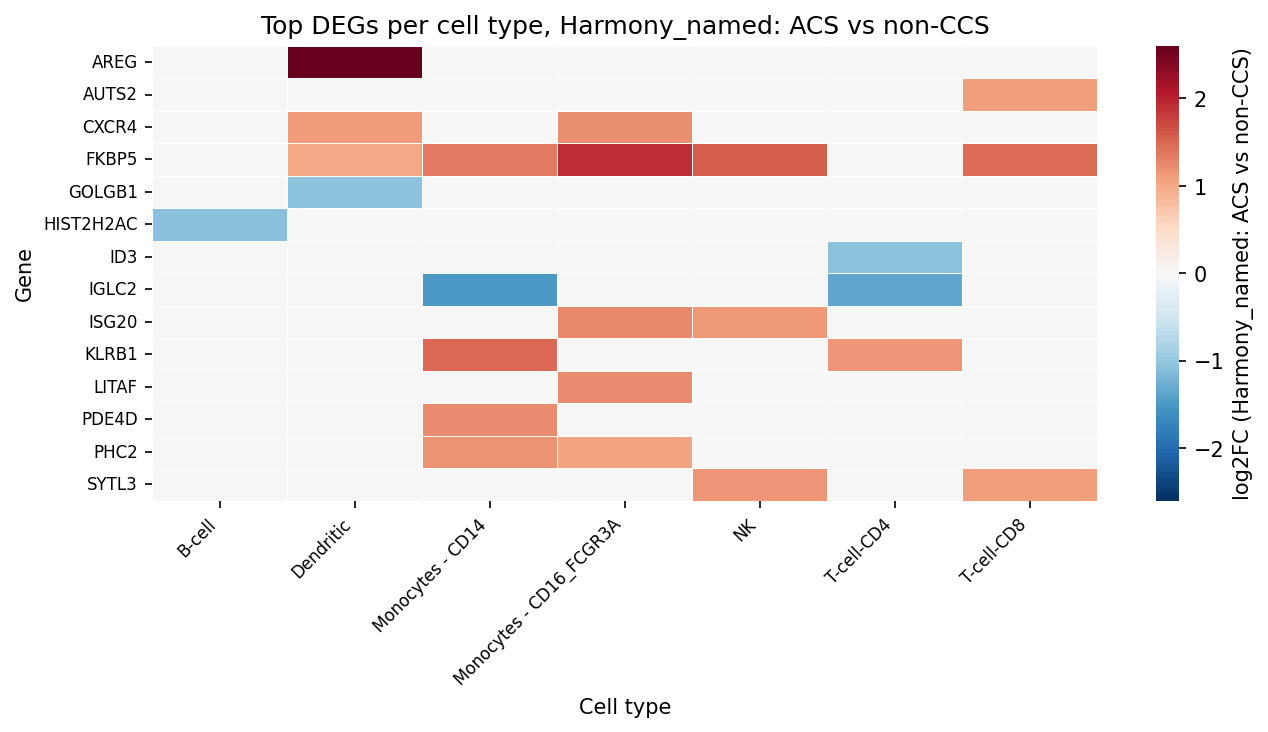 Top DEGs per cell type, Harmony_named: ACS vs non-CCS
Gene
AREG
AUTS2
CXCR4
FKBP5
GOLGB1
HIST2H2AC
ID3
IGLC2
ISG20
KLRB1
LITAF
PDE4D
PHC2
SYTL3
B-cell
Dendritic
Monocytes - CD14
Monocytes - CD16_FCGR3A
NK
T-cell-CD4
T-cell-CD8
Cell type
2
1
0
−1
−2
log2FC (Harmony_named: ACS vs non-CCS)